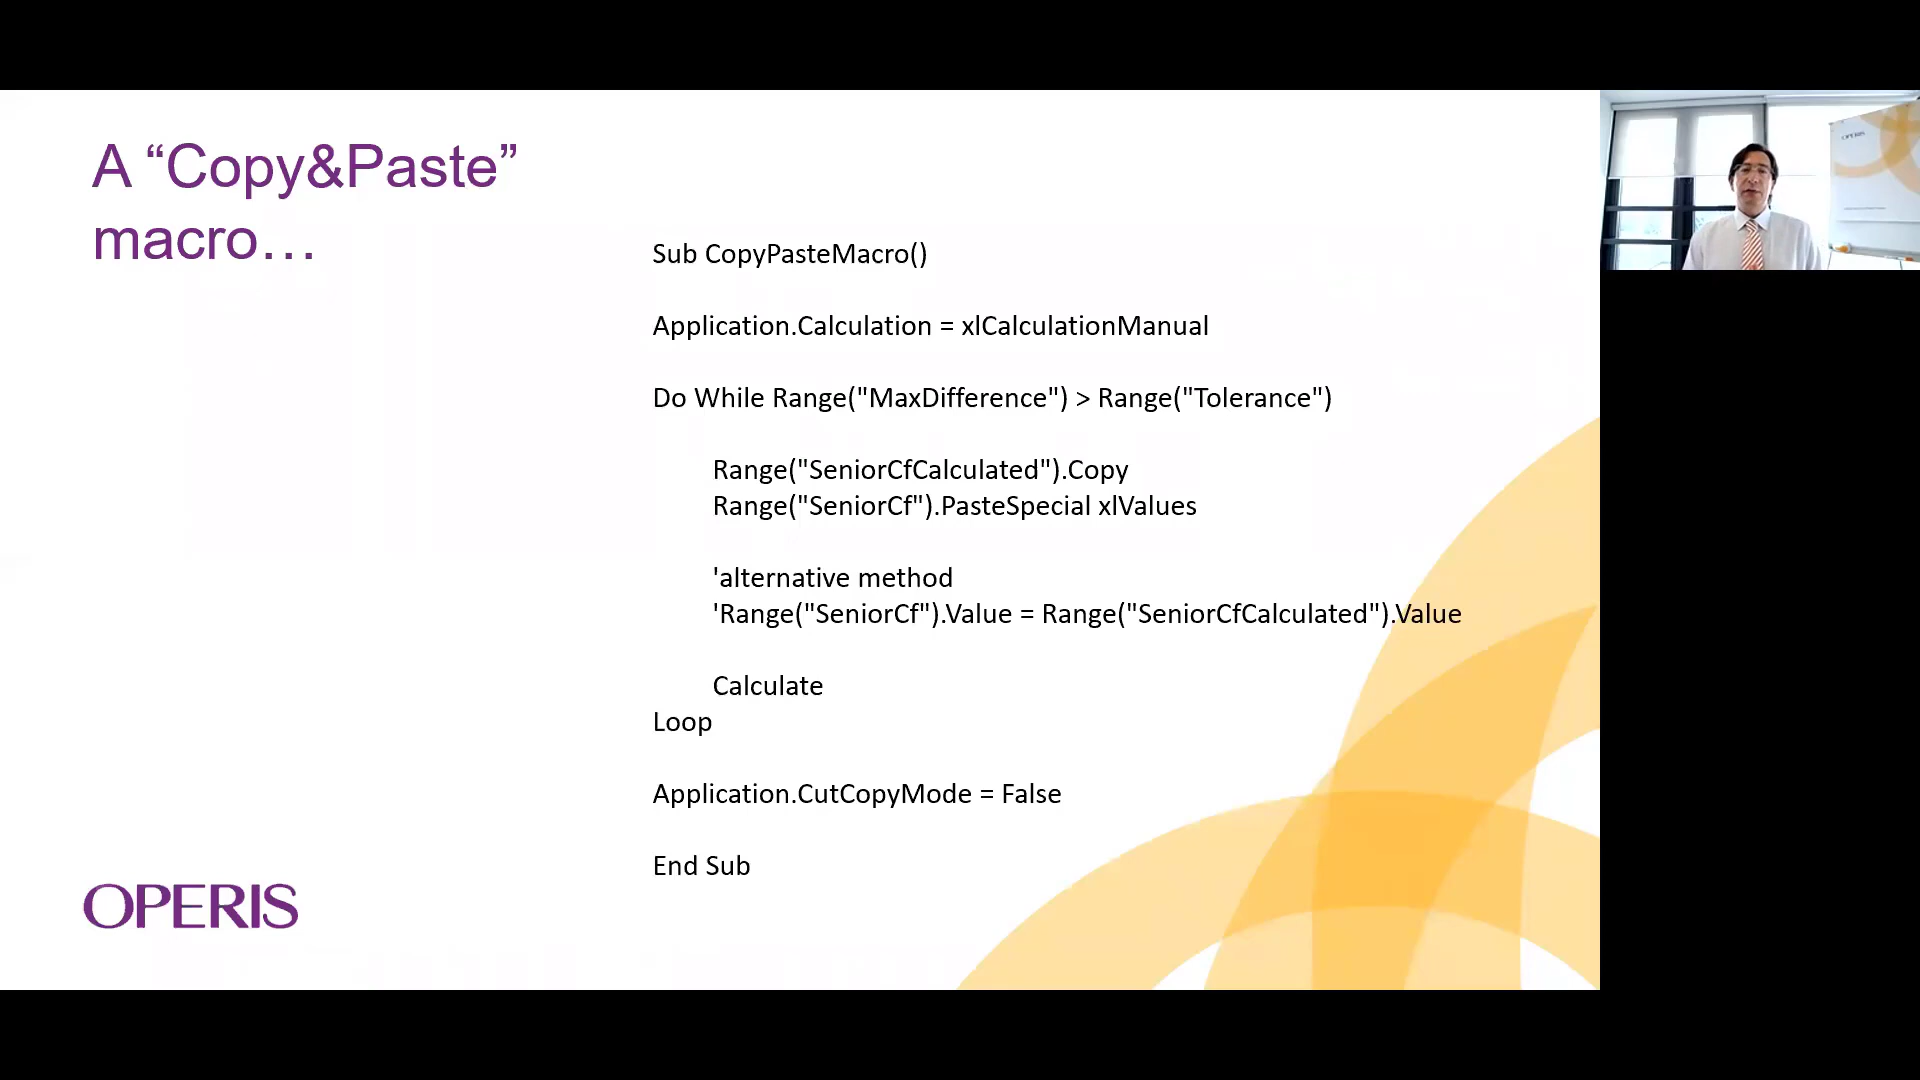 A “Copy&Paste”
macro…
Sub CopyPasteMacro()
Application.Calculation = xlCalculationManual
Do While Range("MaxDifference") > Range("Tolerance")
Range("SeniorCfCalculated").Copy
Range("SeniorCf").PasteSpecial xlValues
'alternative method
'Range("SeniorCf").Value = Range("SeniorCfCalculated").Value
Calculate
Loop
Application.CutCopyMode = False
End Sub
OPERIS
OPERIS